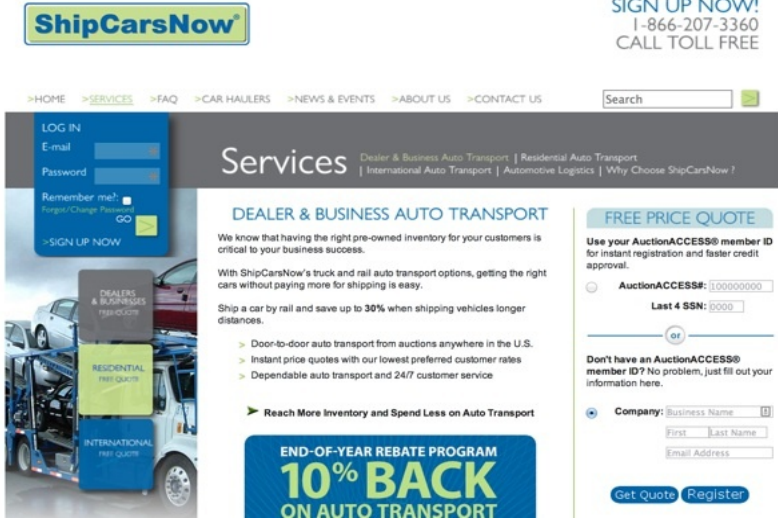 ShipCarsNow®
SIGN UP NOW!
1-866-207-3360
CALL TOLL FREE
>HOME >SERVICES >FAQ >CAR HAULERS >NEWS & EVENTS >ABOUT US >CONTACT US
Search
>
LOG IN
E-mail
Password
Remember me?:
Forgot/Change Password
GO >
>SIGN UP NOW
Services
Dealer & Business Auto Transport | Residential Auto Transport
| International Auto Transport | Automotive Logistics | Why Choose ShipCarsNow ?
DEALERS
& BUSINESSES
FREE QUOTE
RESIDENTIAL
FREE QUOTE
INTERNATIONAL
FREE QUOTE
DEALER & BUSINESS AUTO TRANSPORT
We know that having the right pre-owned inventory for your customers is
critical to your business success.
With ShipCarsNow's truck and rail auto transport options, getting the right
cars without paying more for shipping is easy.
Ship a car by rail and save up to 30% when shipping vehicles longer
distances.
> Door-to-door auto transport from auctions anywhere in the U.S.
> Instant price quotes with our lowest preferred customer rates
> Dependable auto transport and 24/7 customer service
Reach More Inventory and Spend Less on Auto Transport
END-OF-YEAR REBATE PROGRAM
10% BACK
ON AUTO TRANSPORT
FREE PRICE QUOTE
Use your AuctionACCESS® member ID
for instant registration and faster credit
approval.
AuctionACCESS#: 100000000
Last 4 SSN: 0000
or
Don't have an AuctionACCESS®
member ID? No problem, just fill out your
information here.
Company: Business Name
First Last Name
Email Address
Get Quote Register